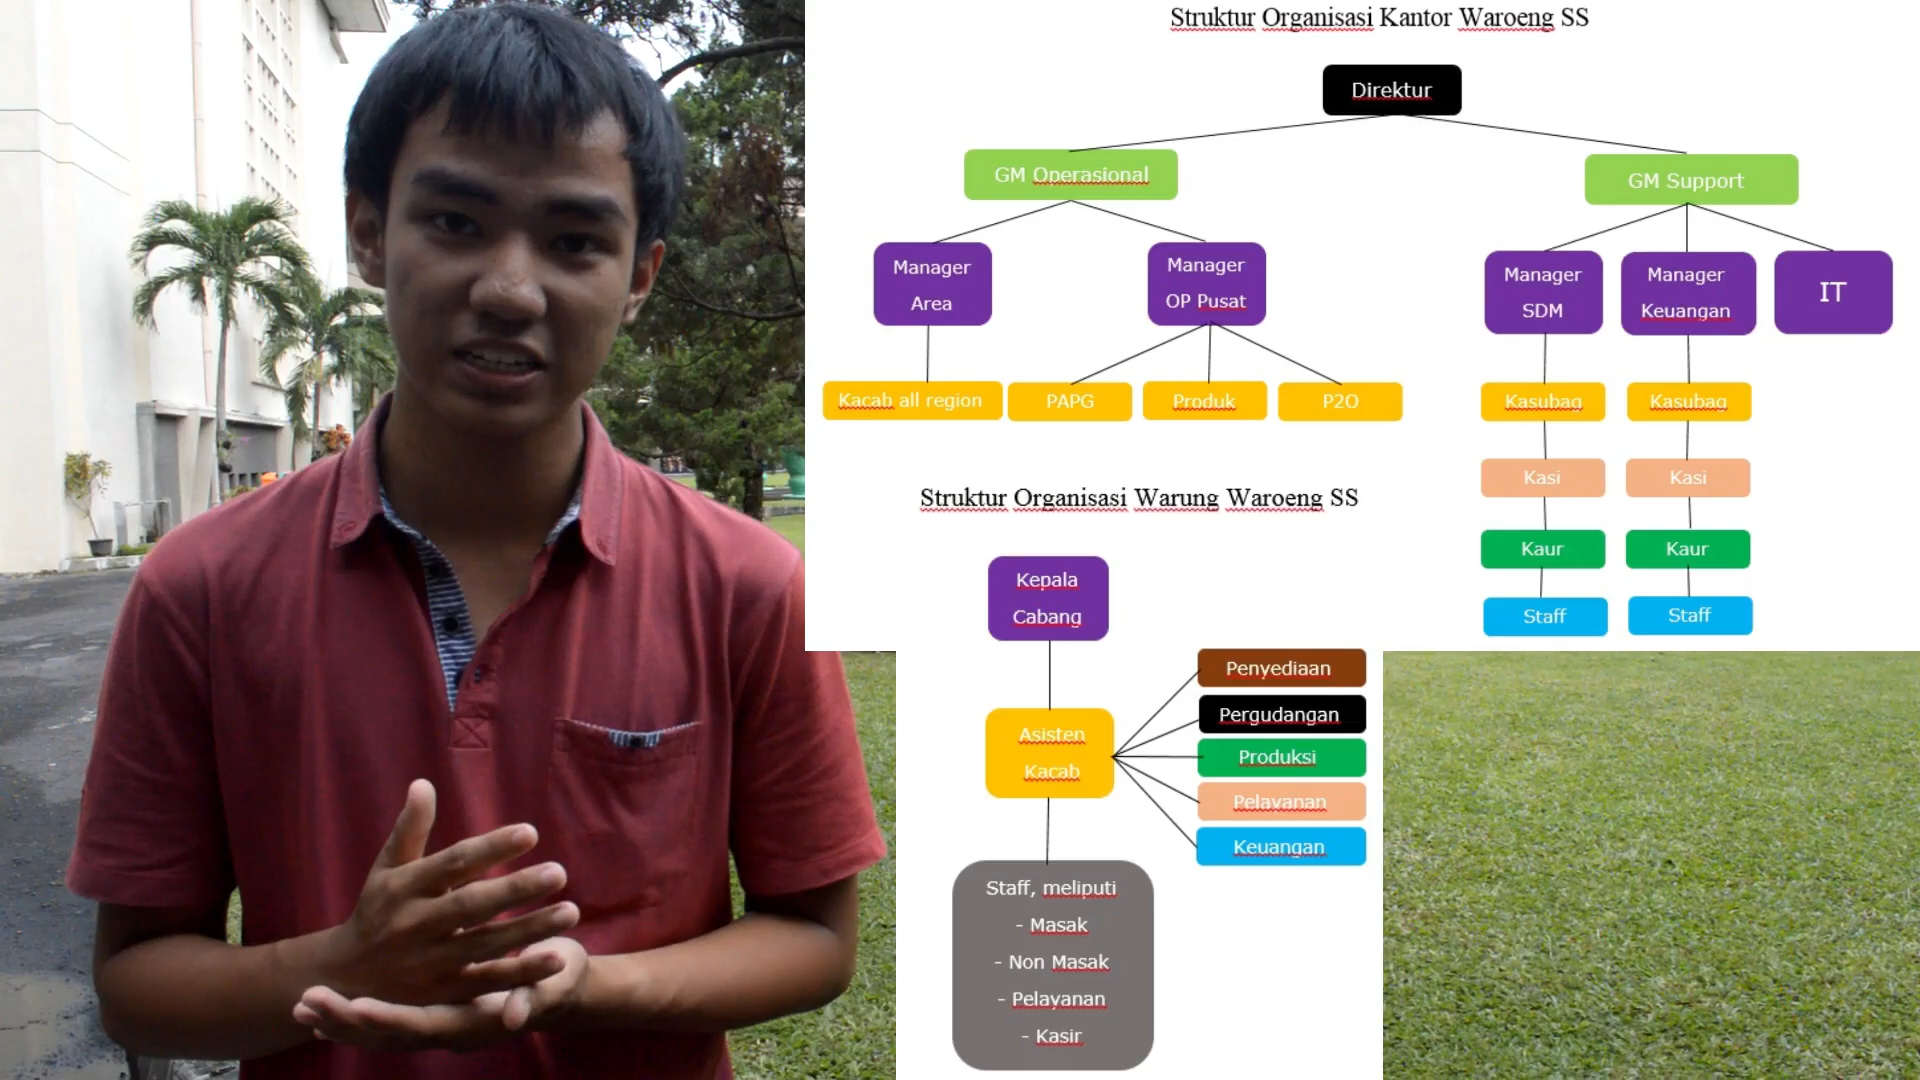 Struktur Organisasi Kantor Waroeng SS
Direktur
GM Operasional
GM Support
Manager
Area
Manager
OP Pusat
Manager
SDM
Manager
Keuangan
IT
Kacab all region
PAPG
Produk
P2O
Kasubag
Kasubag
Kasi
Kasi
Kaur
Kaur
Staff
Staff
Struktur Organisasi Warung Waroeng SS
Kepala
Cabang
Asisten
Kacab
Penyediaan
Pergudangan
Produksi
Pelayanan
Keuangan
Staff, meliputi
- Masak
- Non Masak
- Pelayanan
- Kasir